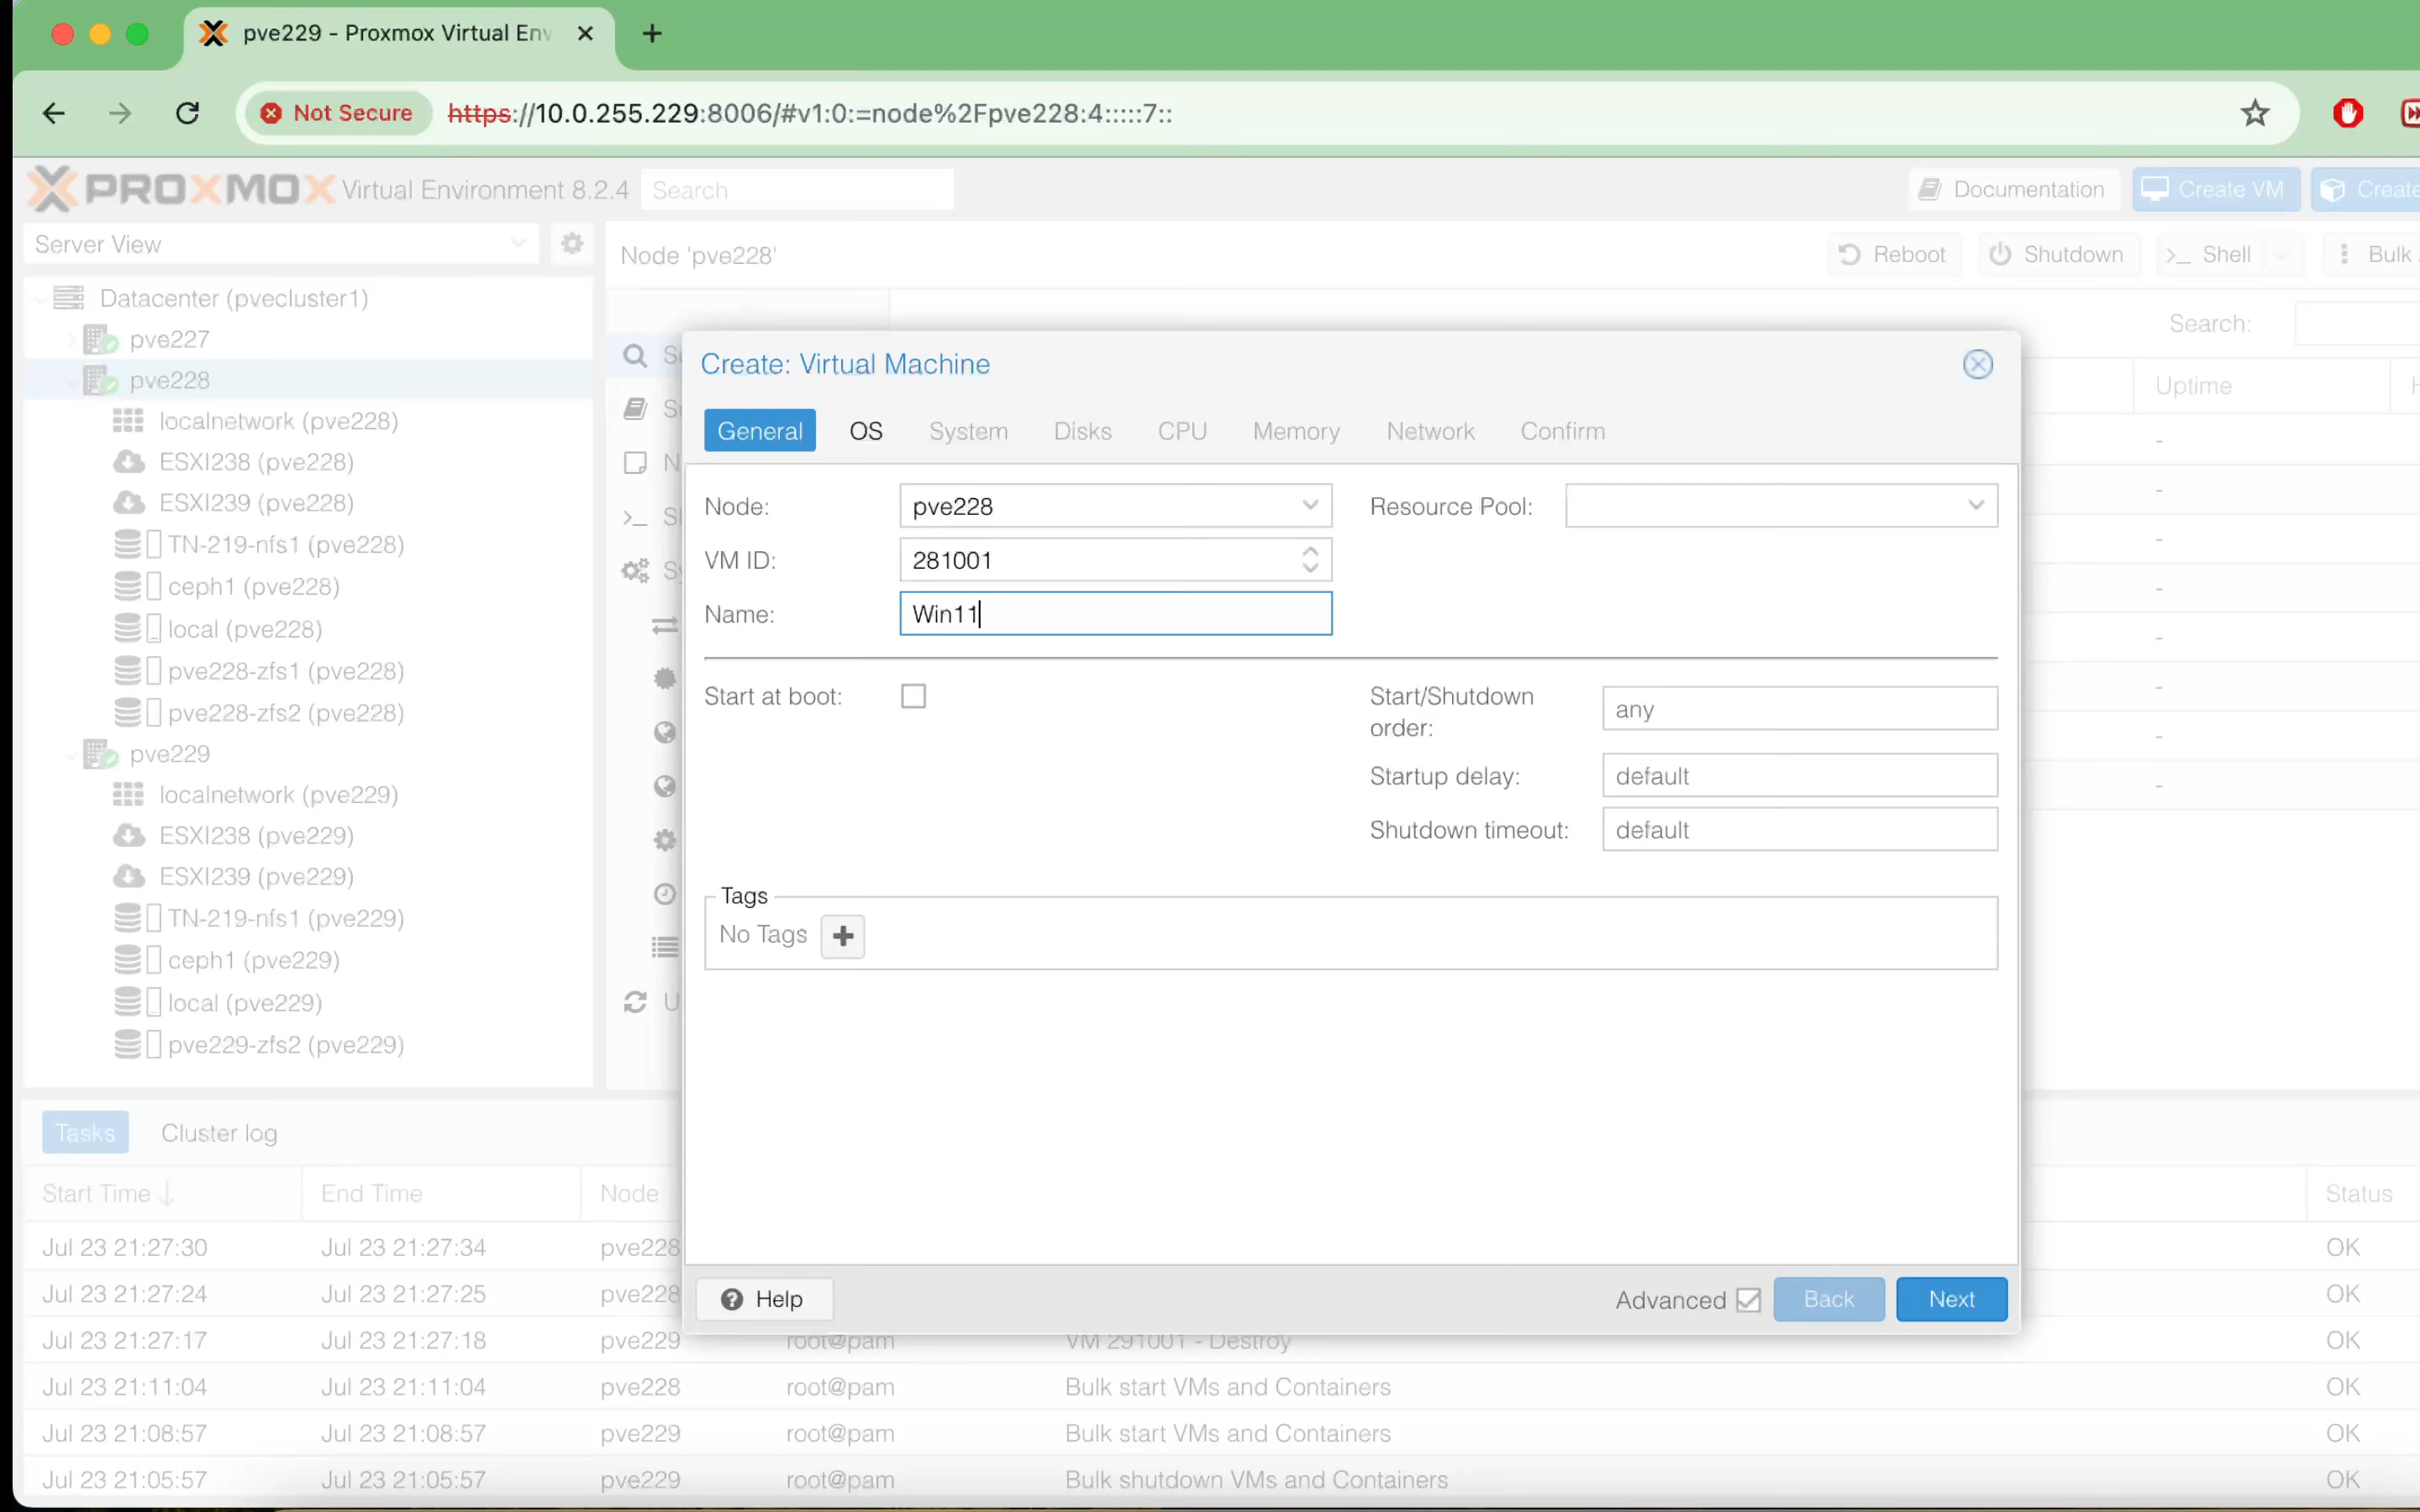 pve229 - Proxmox Virtual Env
Not Secure https://10.0.255.229:8006/#v1:0:=node%2Fpve228:4:::::7::
PROXMOX Virtual Environment 8.2.4 Search Documentation Create VM Create
Server View
Node 'pve228' Reboot Shutdown >_ Shell Bulk
Search:
Uptime
Datacenter (pvecluster1)
pve227
pve228
localnetwork (pve228)
ESXI238 (pve228)
ESXI239 (pve228)
TN-219-nfs1 (pve228)
ceph1 (pve228)
local (pve228)
pve228-zfs1 (pve228)
pve228-zfs2 (pve228)
pve229
localnetwork (pve229)
ESXI238 (pve229)
ESXI239 (pve229)
TN-219-nfs1 (pve229)
ceph1 (pve229)
local (pve229)
pve229-zfs2 (pve229)
Create: Virtual Machine
General OS System Disks CPU Memory Network Confirm
Node: pve228 Resource Pool:
VM ID: 281001
Name: Win11
Start at boot: Start/Shutdown
order: any
Startup delay: default
Shutdown timeout: default
Tags
No Tags +
Help Advanced Back Next
Tasks Cluster log
Start Time End Time Node Status
Jul 23 21:27:30 Jul 23 21:27:34 pve228 OK
Jul 23 21:27:24 Jul 23 21:27:25 pve228 OK
Jul 23 21:27:17 Jul 23 21:27:18 pve229 root@pam VM 291001 - Destroy OK
Jul 23 21:11:04 Jul 23 21:11:04 pve228 root@pam Bulk start VMs and Containers OK
Jul 23 21:08:57 Jul 23 21:08:57 pve229 root@pam Bulk start VMs and Containers OK
Jul 23 21:05:57 Jul 23 21:05:57 pve229 root@pam Bulk shutdown VMs and Containers OK